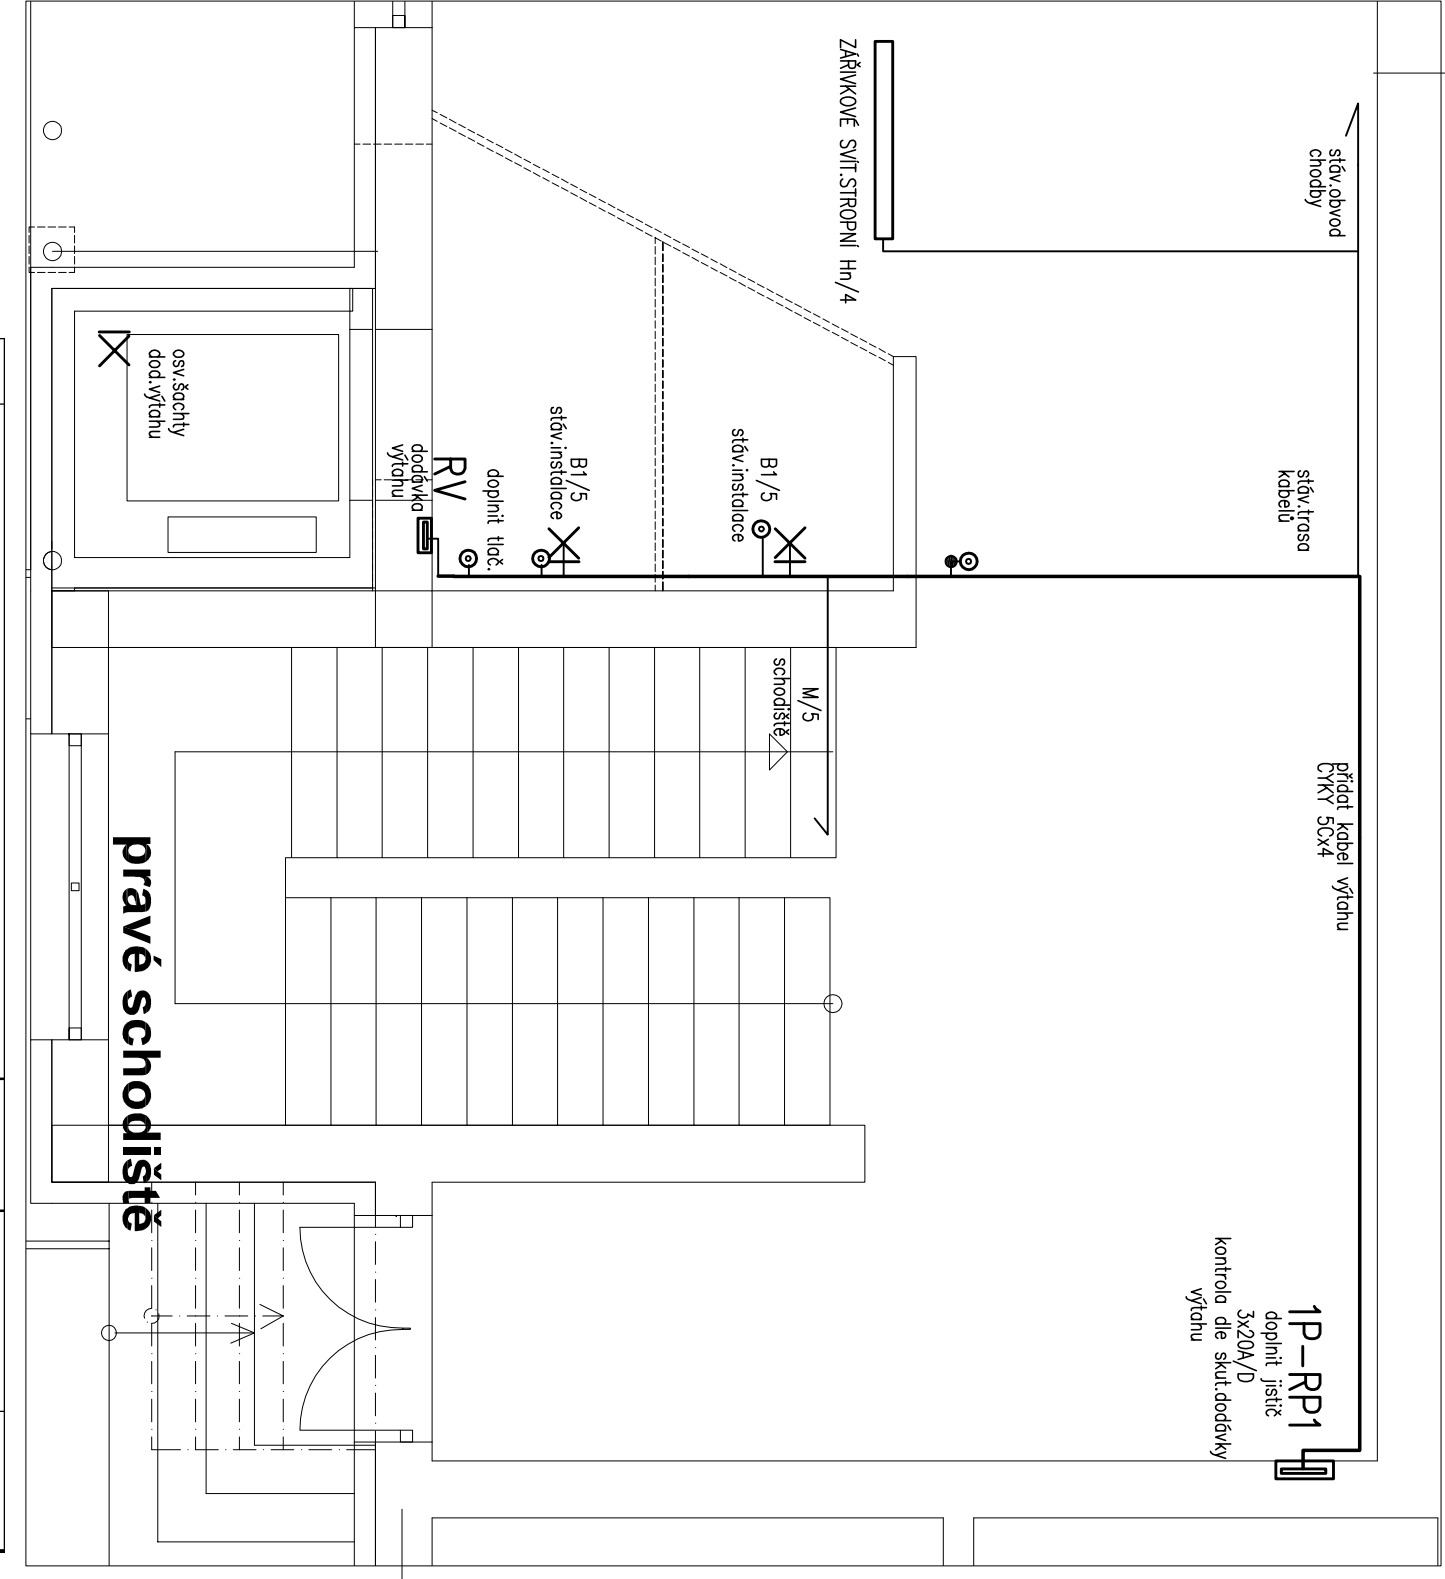 stáv.obvod
chodby
ZÁŘIVKOVÉ SVÍT.STROPNÍ Hn/4
stáv.trasa
kabelů
B1/5
stáv.instalace
B1/5
stáv.instalace
doplnit tlač.
RV
dodávka
výtahu
osv.šachty
dod.výtahu
M/5
schodiště
přidat kabel výtahu
CYKY 5Cx4
pravé schodiště
1P-RP1
doplnit jistič
3x20A/D
kontrola dle skut.dodávky
výtahu